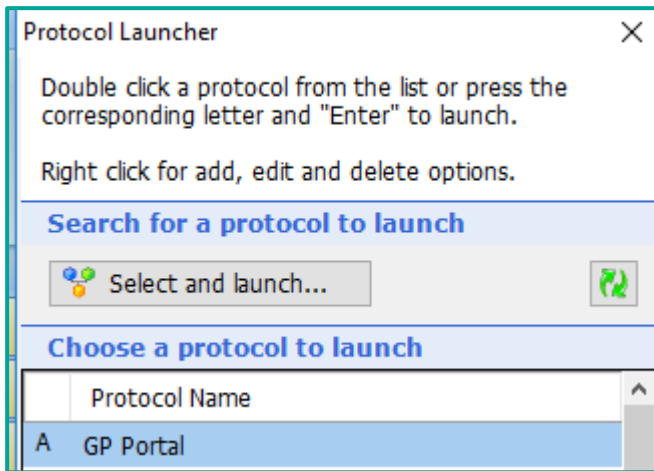 Protocol Launcher
Double click a protocol from the list or press the
corresponding letter and "Enter" to launch.
Right click for add, edit and delete options.
Search for a protocol to launch
Select and launch...
Choose a protocol to launch
Protocol Name
A GP Portal